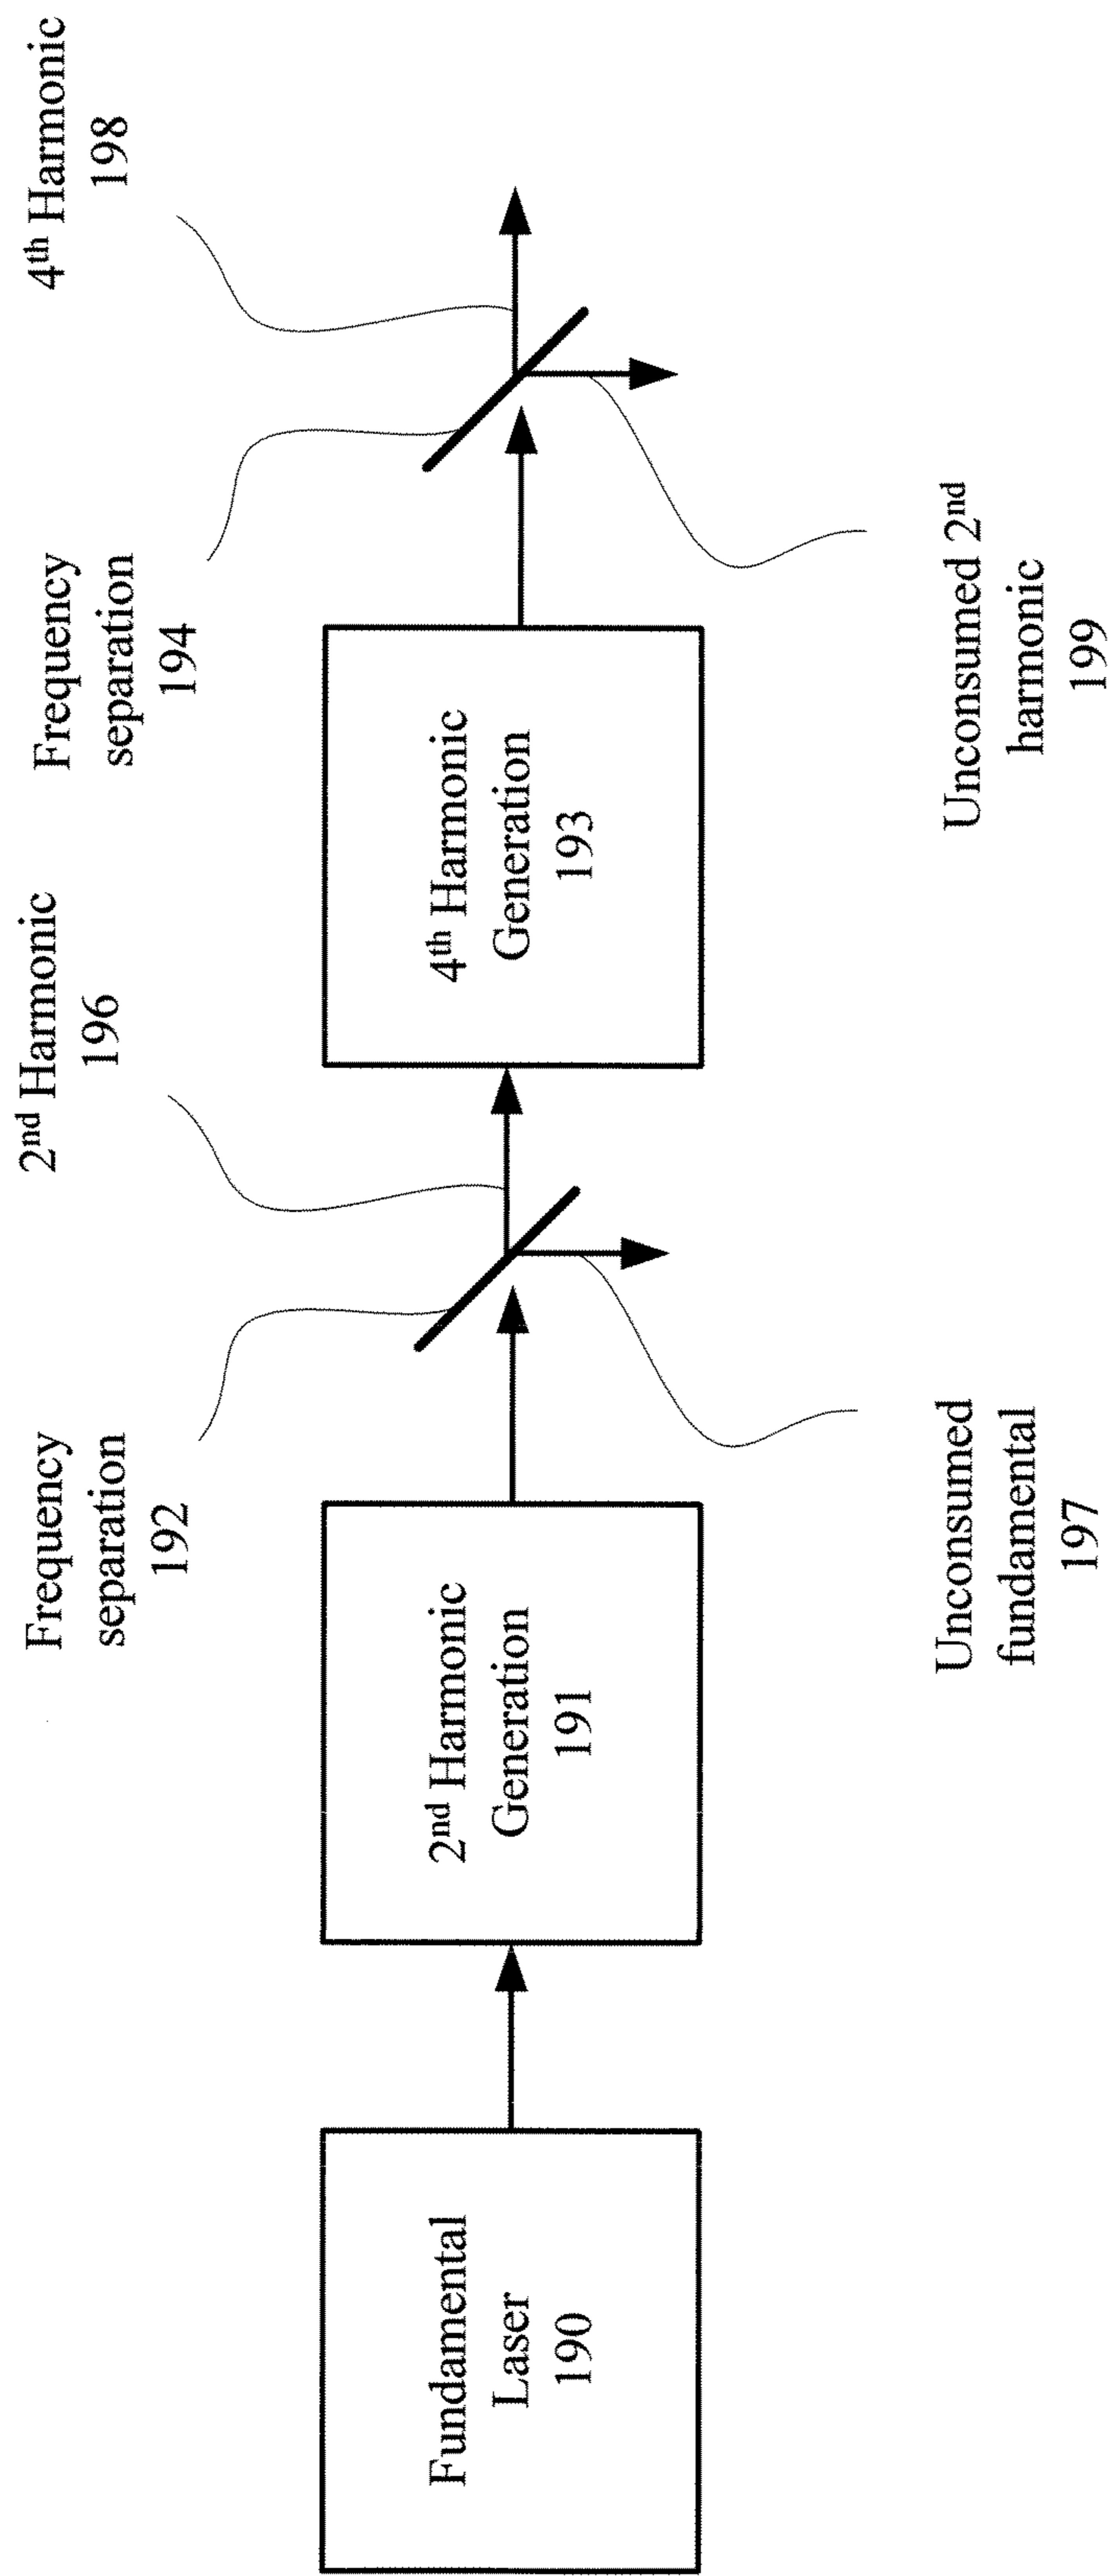 Fundamental
Laser
190
2nd Harmonic
Generation
191
Frequency
separation
192
2nd Harmonic
196
Unconsumed
fundamental
197
4th Harmonic
Generation
193
Frequency
separation
194
4th Harmonic
198
Unconsumed 2nd
harmonic
199